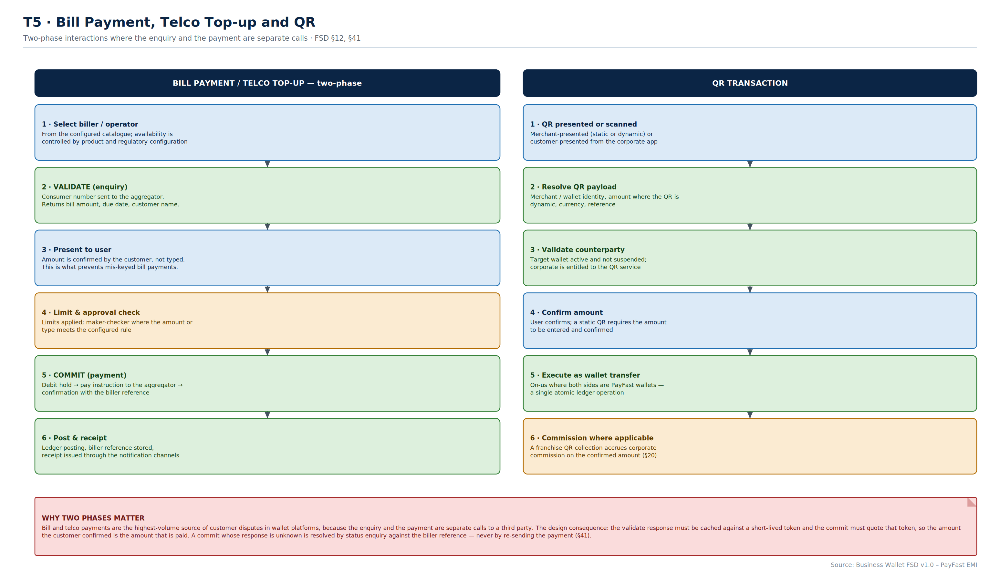 T5 · Bill Payment, Telco Top-up and QR
Two-phase interactions where the enquiry and the payment are separate calls · FSD §12, §41
BILL PAYMENT / TELCO TOP-UP — two-phase
1 · Select biller / operator
From the configured catalogue; availability is
controlled by product and regulatory configuration
2 · VALIDATE (enquiry)
Consumer number sent to the aggregator.
Returns bill amount, due date, customer name.
3 · Present to user
Amount is confirmed by the customer, not typed.
This is what prevents mis-keyed bill payments.
4 · Limit & approval check
Limits applied; maker-checker where the amount or
type meets the configured rule
5 · COMMIT (payment)
Debit hold → pay instruction to the aggregator →
confirmation with the biller reference
6 · Post & receipt
Ledger posting, biller reference stored,
receipt issued through the notification channels
QR TRANSACTION
1 · QR presented or scanned
Merchant-presented (static or dynamic) or
customer-presented from the corporate app
2 · Resolve QR payload
Merchant / wallet identity, amount where the QR is
dynamic, currency, reference
3 · Validate counterparty
Target wallet active and not suspended;
corporate is entitled to the QR service
4 · Confirm amount
User confirms; a static QR requires the amount
to be entered and confirmed
5 · Execute as wallet transfer
On-us where both sides are PayFast wallets —
a single atomic ledger operation
6 · Commission where applicable
A franchise QR collection accrues corporate
commission on the confirmed amount (§20)
WHY TWO PHASES MATTER
Bill and telco payments are the highest-volume source of customer disputes in wallet platforms, because the enquiry and the payment are separate calls to a third party. The design consequence: the validate response must be cached against a short-lived token and the commit must quote that token, so the amount
the customer confirmed is the amount that is paid. A commit whose response is unknown is resolved by status enquiry against the biller reference — never by re-sending the payment (§41).
Source: Business Wallet FSD v1.0 – PayFast EMI